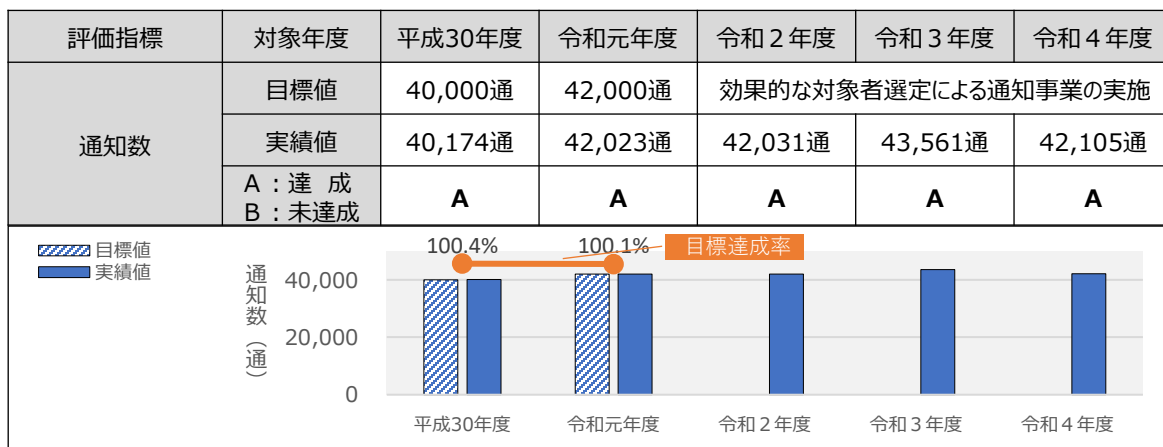 評価指標 対象年度 平成30年度 令和元年度 令和２年度 令和３年度 令和４年度
通知数 目標値 40,000通 42,000通 効果的な対象者選定による通知事業の実施
実績値 40,174通 42,023通 42,031通 43,561通 42,105通
Ａ：達 成
Ｂ：未達成
A A A A A
目標値
実績値
通知数（通）
100.4% 100.1% 目標達成率
40,000
20,000
0
平成30年度 令和元年度 令和２年度 令和３年度 令和４年度